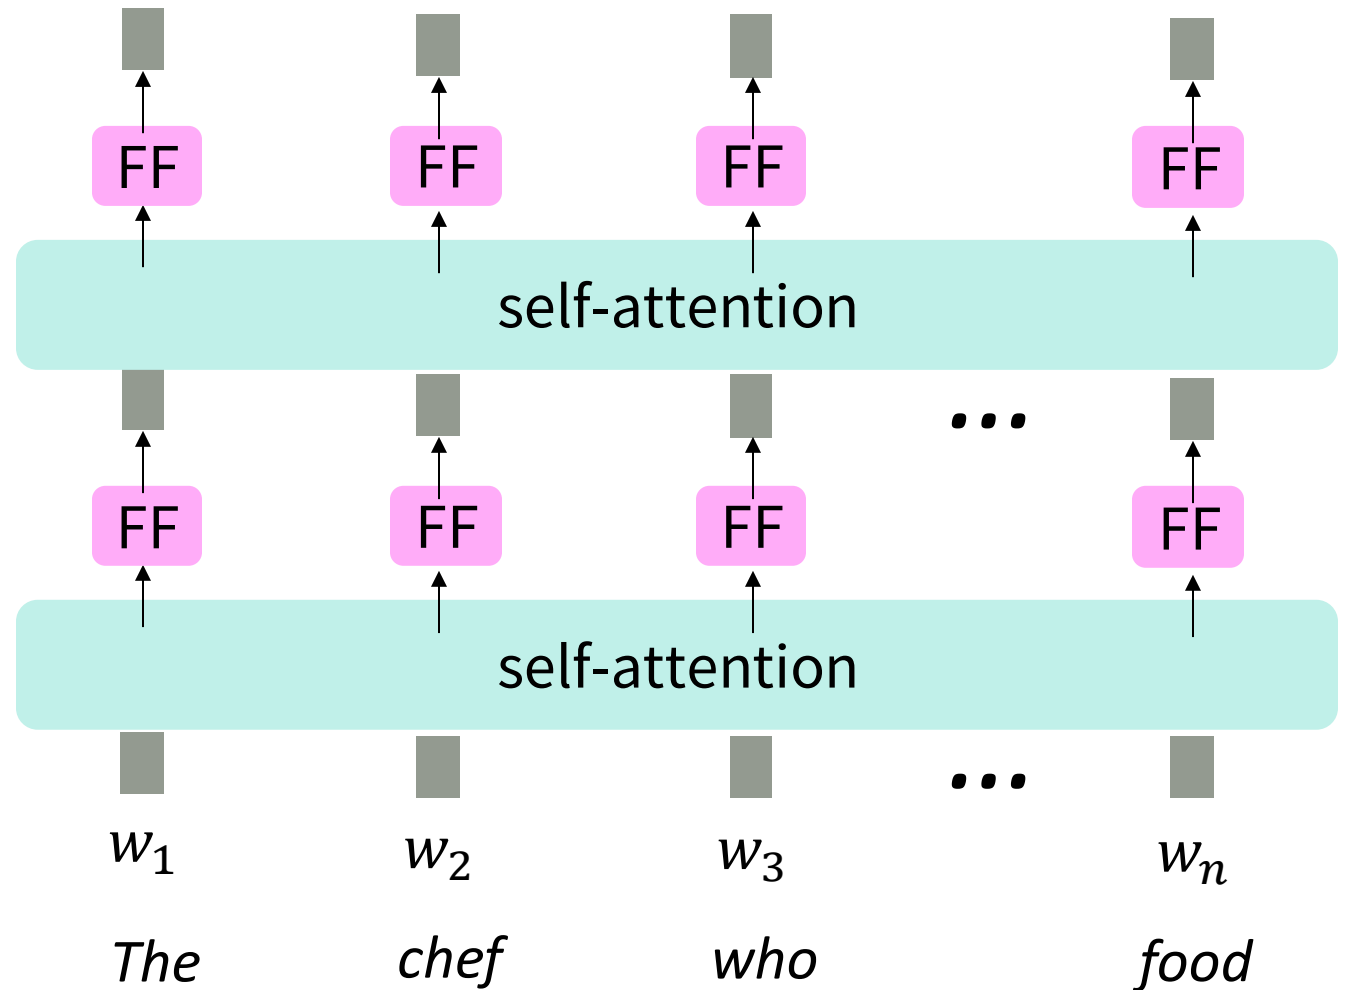 FF FF FF FF
self-attention
...
FF FF FF FF
self-attention
...
w₁ w₂ w₃ wₙ
The chef who food